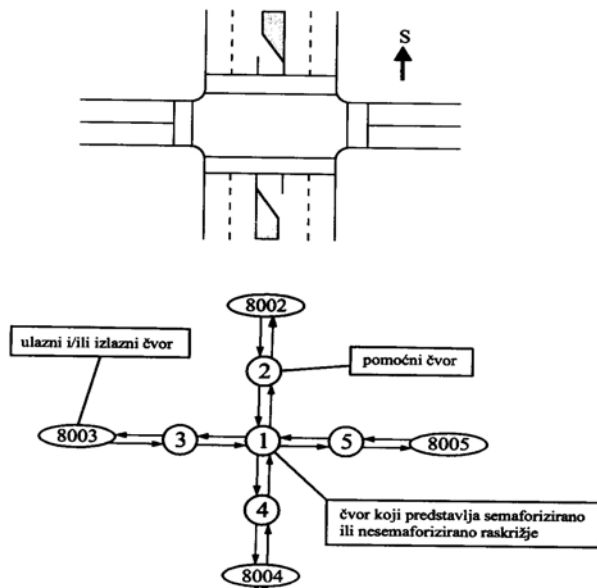 S
8002
ulazni i/ili izlazni čvor
2
pomoćni čvor
8003
3
1
5
8005
4
čvor koji predstavlja semaforizirano
ili nesemaforizirano raskrižje
8004